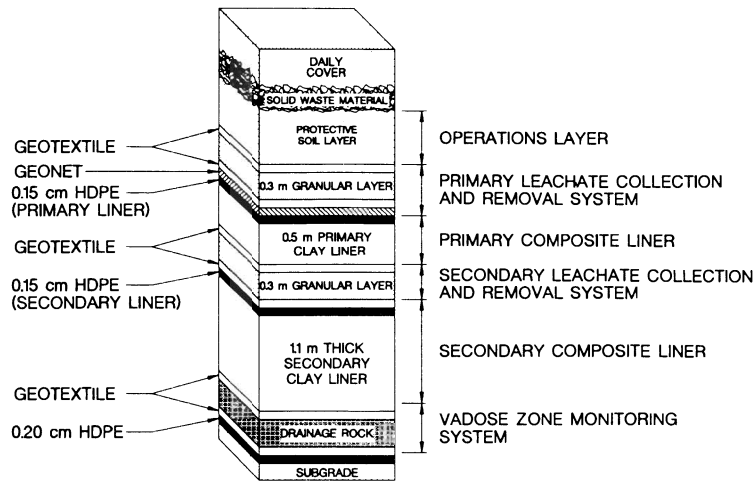 DAILY
COVER
SOLID WASTE MATERIAL
PROTECTIVE
SOIL LAYER
0.3 m GRANULAR LAYER
0.5 m PRIMARY
CLAY LINER
0.3 m GRANULAR LAYER
1.1 m THICK
SECONDARY
CLAY LINER
DRAINAGE ROCK
SUBGRADE
GEOTEXTILE
GEONET
0.15 cm HDPE
(PRIMARY LINER)
GEOTEXTILE
0.15 cm HDPE
(SECONDARY LINER)
GEOTEXTILE
0.20 cm HDPE
OPERATIONS LAYER
PRIMARY LEACHATE COLLECTION
AND REMOVAL SYSTEM
PRIMARY COMPOSITE LINER
SECONDARY LEACHATE COLLECTION
AND REMOVAL SYSTEM
SECONDARY COMPOSITE LINER
VADOSE ZONE MONITORING
SYSTEM